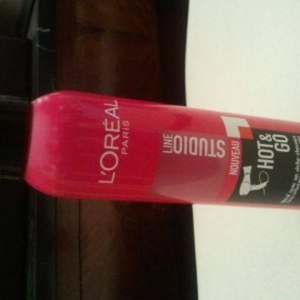 L'ORÉAL
PARIS
STUDIO
LINE
NOUVEAU
HOT &
GO